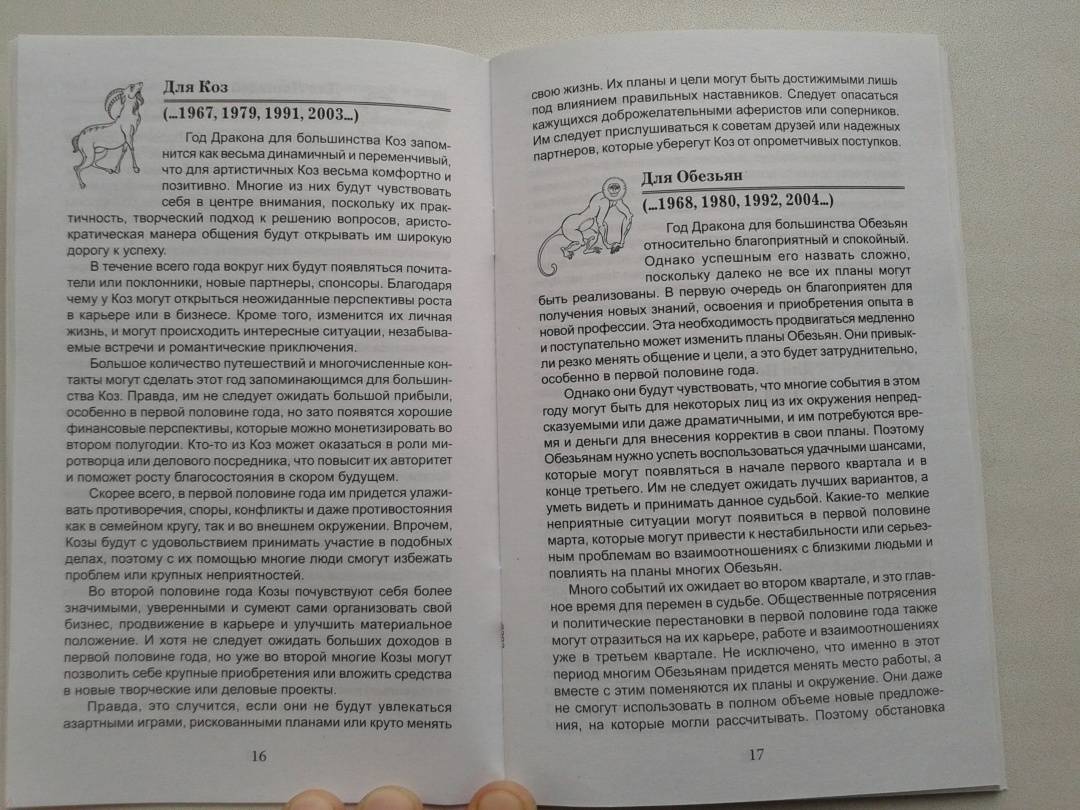 Для Коз
(...1967, 1979, 1991, 2003...)
Год Дракона для большинства Коз запом-
нится как весьма динамичный и переменчивый,
что для артистичных Коз весьма комфортно и
позитивно. Многие из них будут чувствовать
себя в центре внимания, поскольку их прак-
тичность, творческий подход к решению вопросов, аристо-
кратическая манера общения будут открывать им широкую
дорогу к успеху.
В течение всего года вокруг них будут появляться почита-
тели или поклонники, новые партнеры, спонсоры. Благодаря
чему у Коз могут открыться неожиданные перспективы роста
в карьере или в бизнесе. Кроме того, изменится их личная
жизнь, и могут происходить интересные ситуации, незабыва-
емые встречи и романтические приключения.
Большое количество путешествий и многочисленные кон-
такты могут сделать этот год запоминающимся для большин-
ства Коз. Правда, им не следует ожидать большой прибыли,
особенно в первой половине года, но зато появятся хорошие
финансовые перспективы, которые можно монетизировать во
втором полугодии. Кто-то из Коз может оказаться в роли ми-
ротворца или делового посредника, что повысит их авторитет
и поможет росту благосостояния в скором будущем.
Скорее всего, в первой половине года им придется улажи-
вать противоречия, споры, конфликты и даже противостояния
как в семейном кругу, так и во внешнем окружении. Впрочем,
Козы будут с удовольствием принимать участие в подобных
делах, поэтому с их помощью многие люди смогут избежать
проблем или крупных неприятностей.
Во второй половине года Козы почувствуют себя более
значимыми, уверенными и сумеют сами организовать свой
бизнес, продвижение в карьере и улучшить материальное
положение. И хотя не следует ожидать больших доходов в
первой половине года, но уже во второй многие Козы могут
позволить себе крупные приобретения или вложить средства
в новые творческие или деловые проекты.
Правда, это случится, если они не будут увлекаться
азартными играми, рискованными планами или круто менять
16
свою жизнь. Их планы и цели могут быть достижимыми лишь
под влиянием правильных наставников. Следует опасаться
кажущихся доброжелательными аферистов или соперников.
Им следует прислушиваться к советам друзей или надежных
партнеров, которые уберегут Коз от опрометчивых поступков.
Для Обезьян
(...1968, 1980, 1992, 2004...)
Год Дракона для большинства Обезьян
относительно благоприятный и спокойный.
Однако успешным его назвать сложно,
поскольку далеко не все их планы могут
быть реализованы. В первую очередь он благоприятен для
получения новых знаний, освоения и приобретения опыта в
новой профессии. Эта необходимость продвигаться медленно
и поступательно может изменить планы Обезьян. Они привык-
ли резко менять общение и цели, а это будет затруднительно,
особенно в первой половине года.
Однако они будут чувствовать, что многие события в этом
году могут быть для некоторых лиц из их окружения непред-
сказуемыми или даже драматичными, и им потребуются вре-
мя и деньги для внесения корректив в свои планы. Поэтому
Обезьянам нужно успеть воспользоваться удачными шансами,
которые могут появляться в начале первого квартала и в
конце третьего. Им не следует ожидать лучших вариантов, а
уметь видеть и принимать данное судьбой. Какие-то мелкие
неприятные ситуации могут появиться в первой половине
марта, которые могут привести к нестабильности или серьез-
ным проблемам во взаимоотношениях с близкими людьми и
повлиять на планы многих Обезьян.
Много событий их ожидает во втором квартале, и это глав-
ное время для перемен в судьбе. Общественные потрясения
и политические перестановки в первой половине года также
могут отразиться на их карьере, работе и взаимоотношениях
уже в третьем квартале. Не исключено, что именно в этот
период многим Обезьянам придется менять место работы, а
вместе с этим поменяются их планы и окружение. Они даже
не смогут использовать в полном объеме новые предложе-
ния, на которые могли рассчитывать. Поэтому обстановка
17